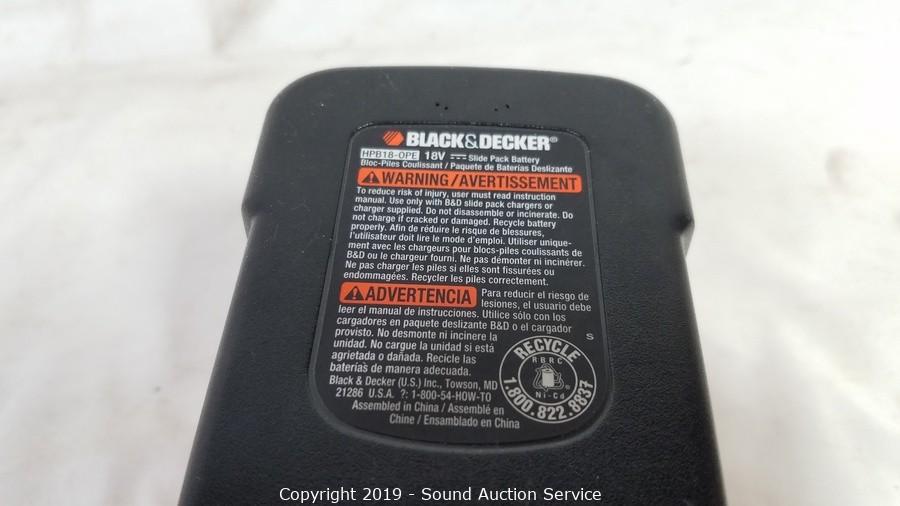 BLACK&DECKER®
HPB18-OPE 18V Slide Pack Battery
Bloc-Piles Coulissant / Paquete de Baterías Deslizante
WARNING/AVERTISSEMENT
To reduce risk of injury, user must read instruction
manual. Use only with B&D slide pack chargers or
charger supplied. Do not disassemble or incinerate. Do
not charge if cracked or damaged. Recycle battery
properly. Afin de réduire le risque de blessures,
l'utilisateur doit lire le mode d'emploi. Utiliser unique-
ment avec les chargeurs pour blocs-piles coulissants de
B&D ou le chargeur fourni. Ne pas démonter ni incinérer.
Ne pas charger les piles si elles sont fissurées ou
endommagées. Recycler les piles correctement.
ADVERTENCIA Para reducir el riesgo de
lesiones, el usuario debe
leer el manual de instrucciones. Utilice sólo con los
cargadores en paquete deslizante B&D o el cargador
provisto. No desmonte ni incinere la
unidad. No cargue la unidad si está
agrietada o dañada. Recicle las
baterías de manera adecuada.
Black & Decker (U.S.) Inc., Towson, MD
21286 U.S.A. ?: 1-800-54-HOW-TO
Assembled in China / Assemblé en
Chine / Ensamblado en China
S
RECYCLE
RBRC
®
Ni-Cd
1.800.822.8837
Copyright 2019 - Sound Auction Service